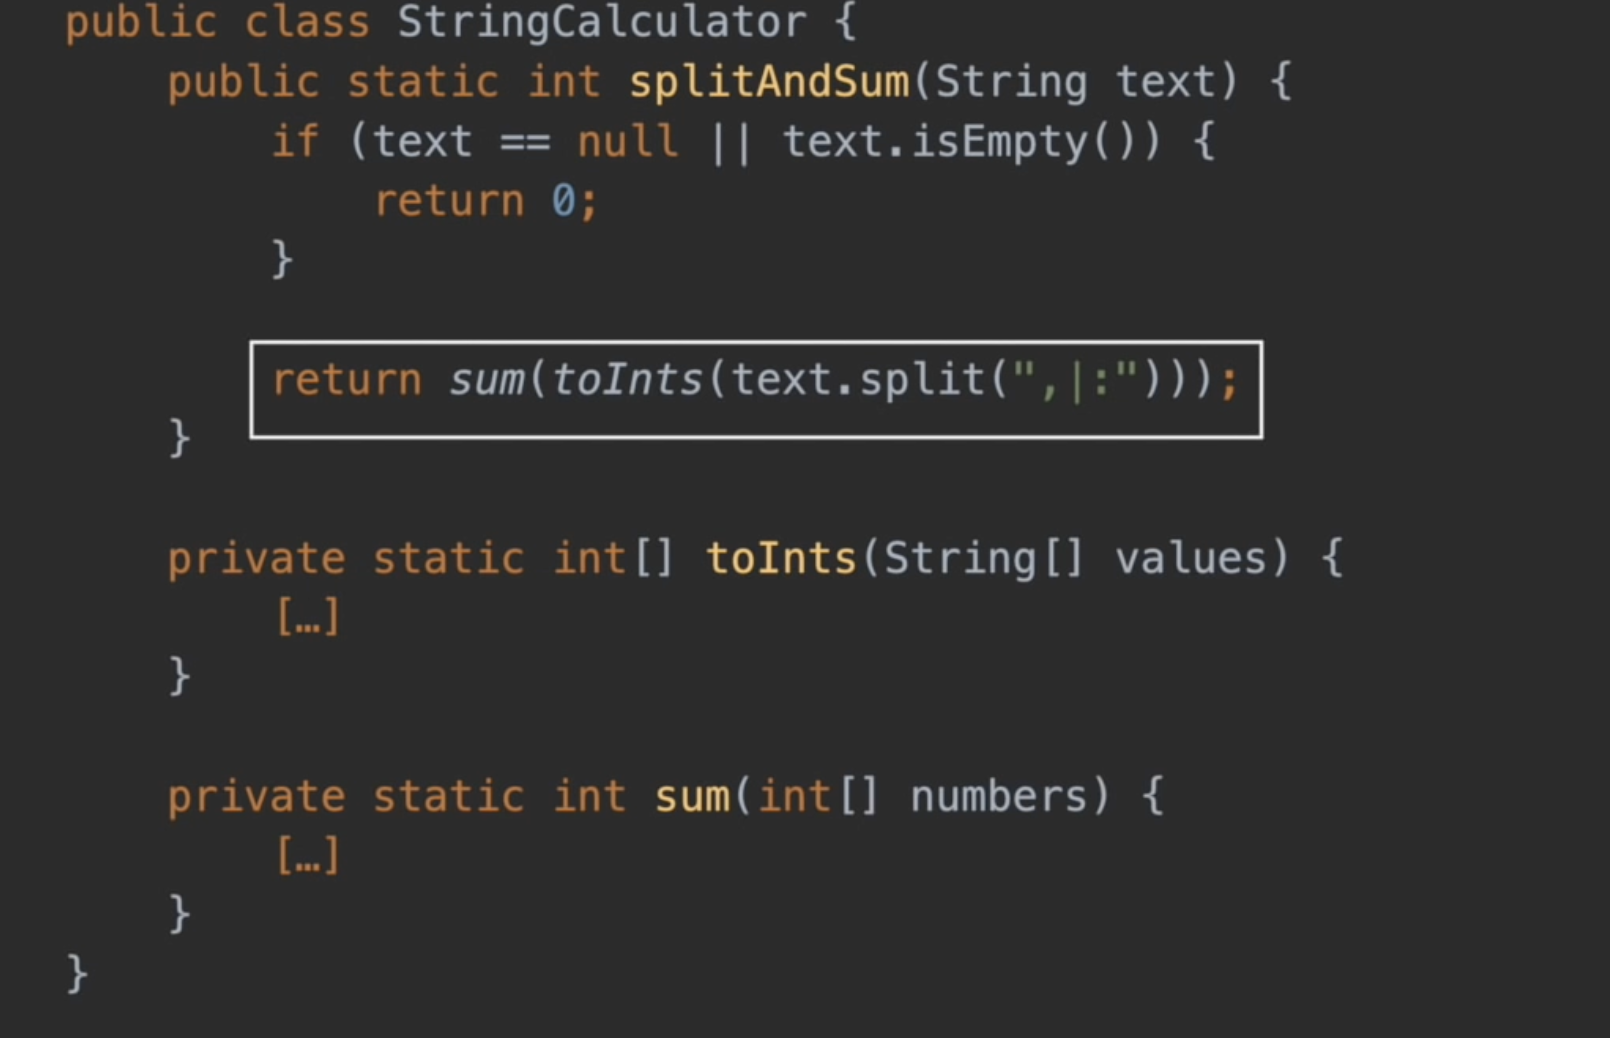 public class StringCalculator {
    public static int splitAndSum(String text) {
        if (text == null || text.isEmpty()) {
            return 0;
        }

        return sum(toInts(text.split(",|:")));
    }

    private static int[] toInts(String[] values) {
        […]
    }

    private static int sum(int[] numbers) {
        […]
    }
}